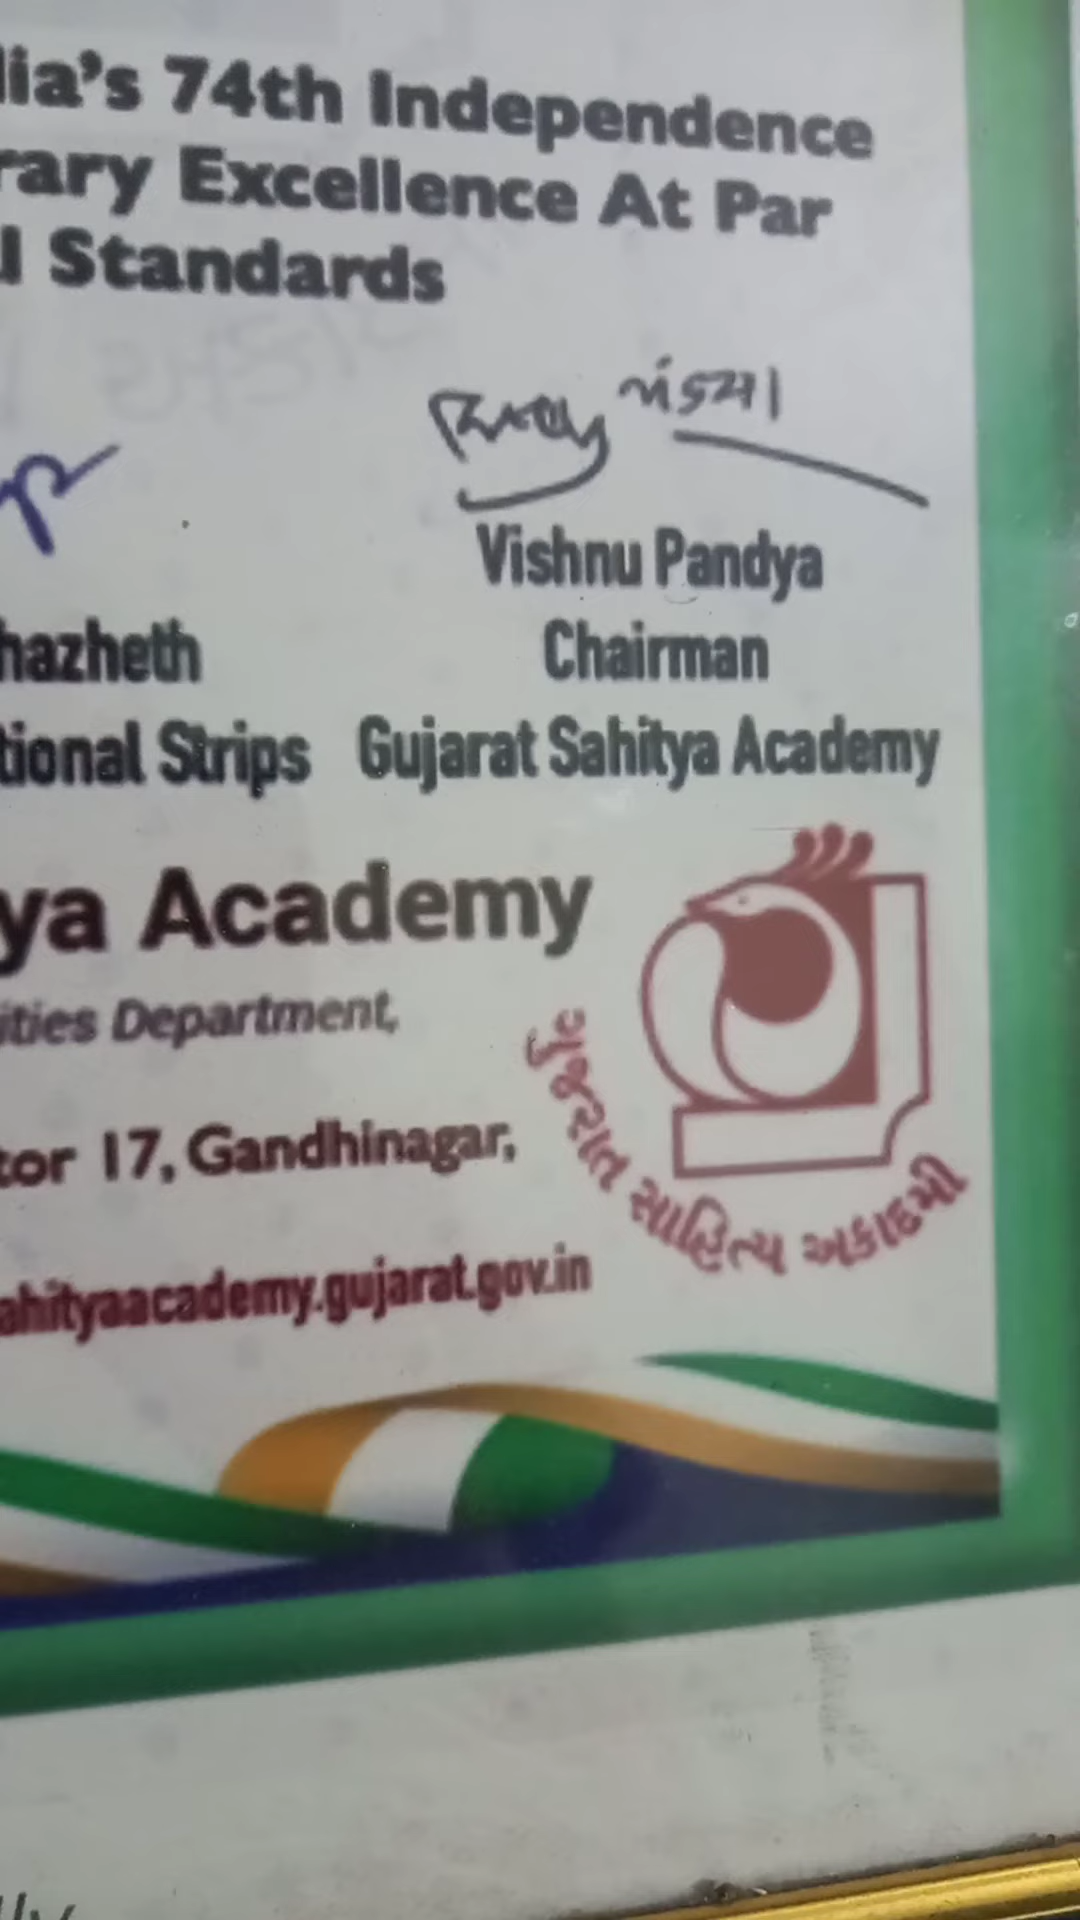 dia's 74th Independence
rary Excellence At Par
l Standards
પંડ્યા
Vishnu Pandya
hazheth
Chairman
tional Strips
Gujarat Sahitya Academy
ya Academy
ities Department,
tor 17, Gandhinagar,
ગુજરાત સાહિત્ય અકાદમી
ahityaacademy.gujarat.gov.in